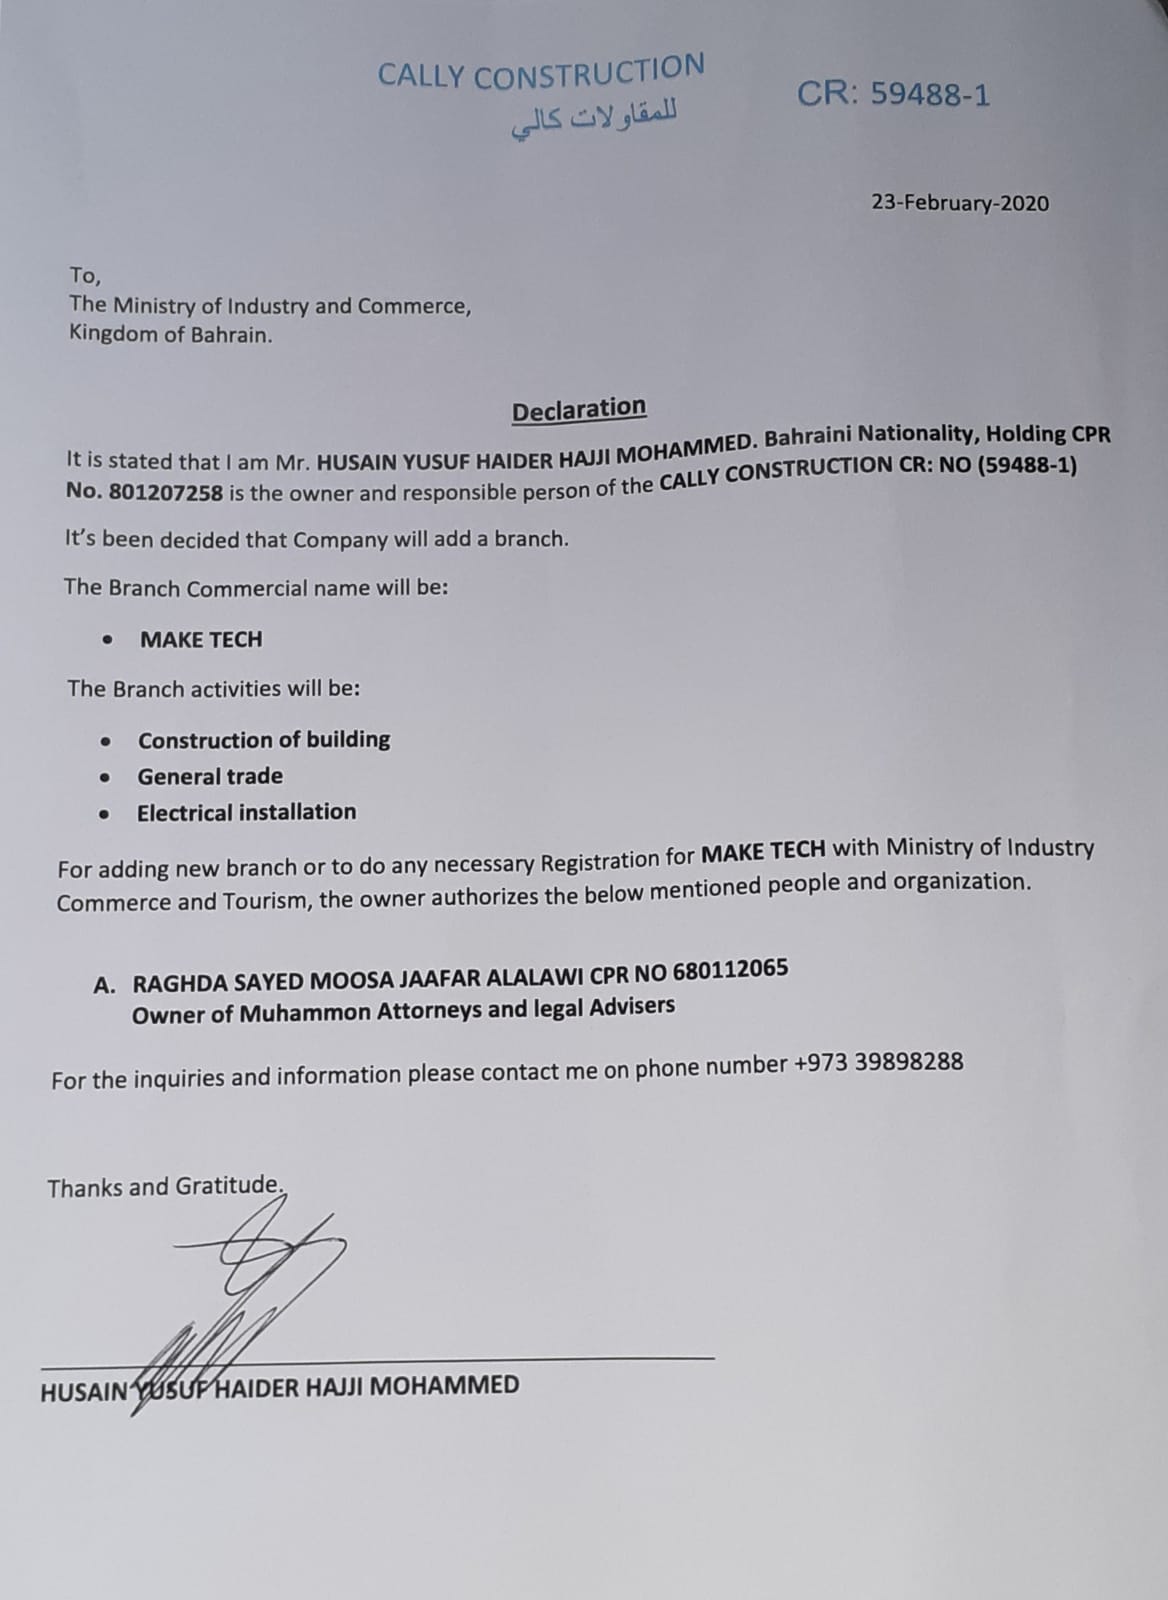 CALLY CONSTRUCTION
للمقاولات كالي
CR: 59488-1
23-February-2020
To,
The Ministry of Industry and Commerce,
Kingdom of Bahrain.
Declaration
It is stated that I am Mr. HUSAIN YUSUF HAIDER HAJJI MOHAMMED. Bahraini Nationality, Holding CPR
No. 801207258 is the owner and responsible person of the CALLY CONSTRUCTION CR: NO (59488-1)
It's been decided that Company will add a branch.
The Branch Commercial name will be:
• MAKE TECH
The Branch activities will be:
• Construction of building
• General trade
• Electrical installation
For adding new branch or to do any necessary Registration for MAKE TECH with Ministry of Industry
Commerce and Tourism, the owner authorizes the below mentioned people and organization.
A. RAGHDA SAYED MOOSA JAAFAR ALALAWI CPR NO 680112065
Owner of Muhammon Attorneys and legal Advisers
For the inquiries and information please contact me on phone number +973 39898288
Thanks and Gratitude.
HUSAIN YUSUF HAIDER HAJJI MOHAMMED